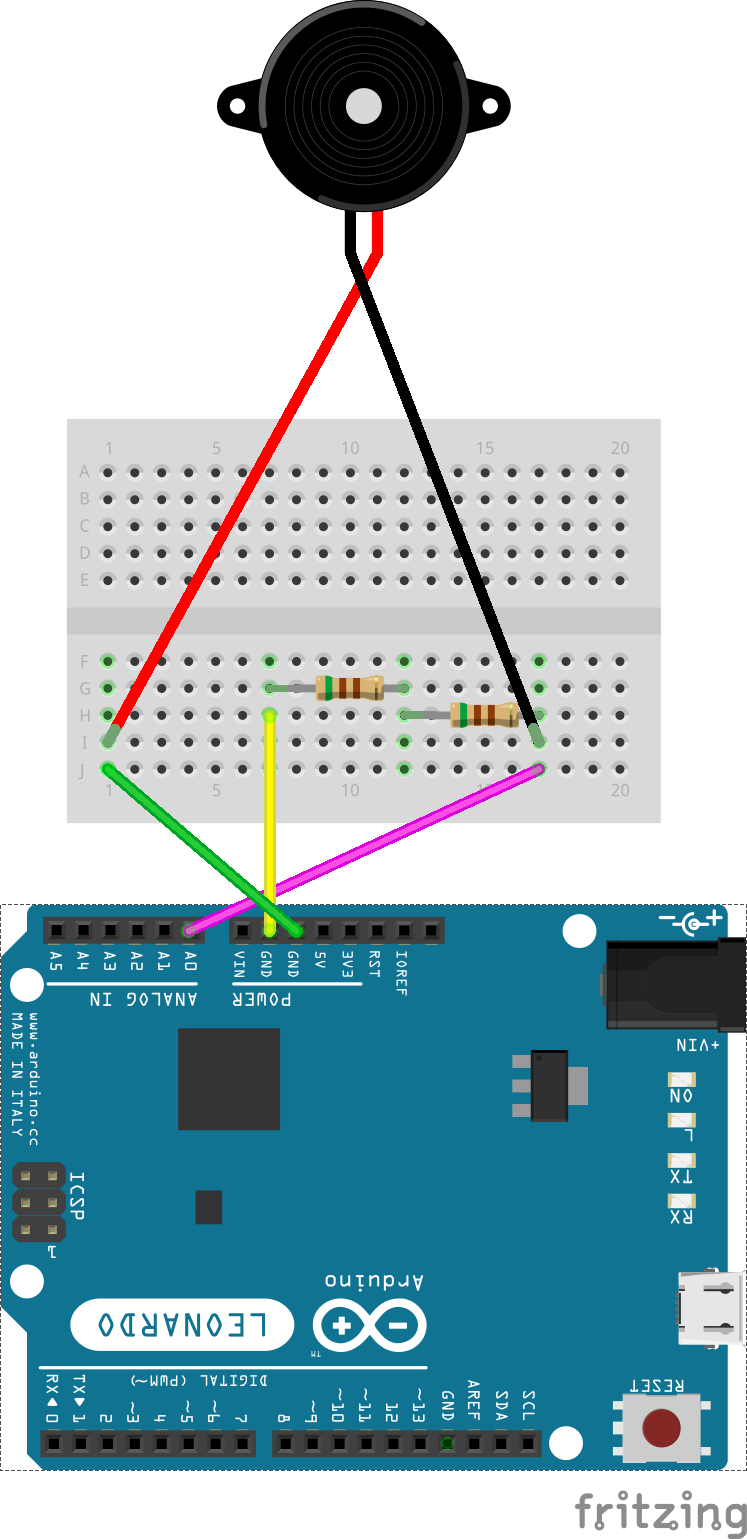 1 5 10 15 20
A
B
C
D
E
F
G
H
I
J
1 5 10 20
A5 A4 A3 A2 A1 A0 VIN GND GND 5V 3V3 RST IOREF
ANALOG IN POWER
- +
+VIN
www.arduino.cc
MADE IN ITALY
ON
L
TX
RX
ICSP
1
Arduino
LEONARDO
TM
DIGITAL (PWM~)
RESET
RX◀0 TX▶1 2 ~3 4 ~5 ~6 7 8 ~9 ~10 ~11 12 ~13 GND AREF SDA SCL
fritzing